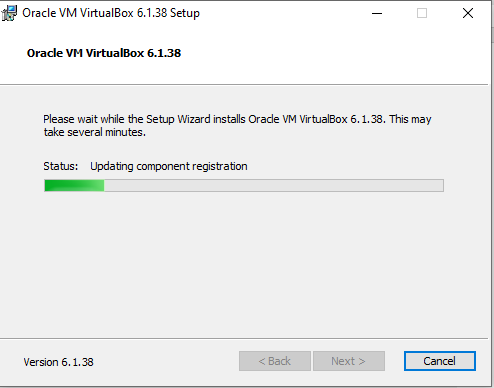 Oracle VM VirtualBox 6.1.38 Setup
Oracle VM VirtualBox 6.1.38
Please wait while the Setup Wizard installs Oracle VM VirtualBox 6.1.38. This may
take several minutes.
Status: Updating component registration
Version 6.1.38 < Back Next > Cancel